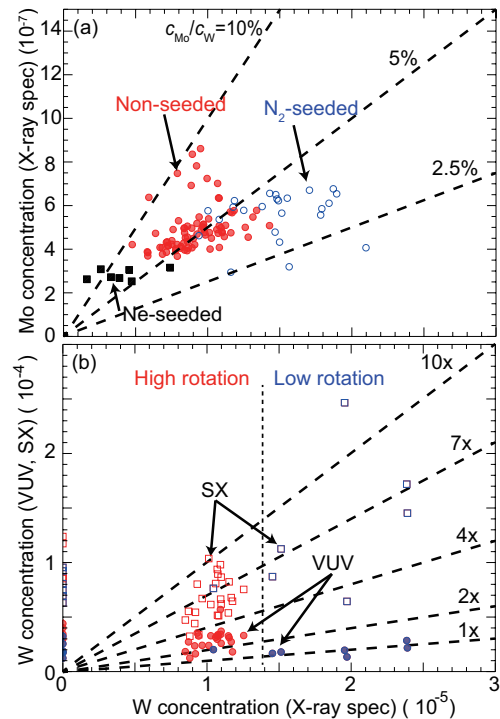 (a)
c_Mo/c_W=10%
5%
Non-seeded
N₂-seeded
2.5%
Ne-seeded
Mo concentration (X-ray spec) (10⁻⁷)
14
12
10
8
6
4
2
0
(b)
High rotation
Low rotation
10x
7x
SX
4x
VUV
2x
1x
W concentration (VUV, SX) ( 10⁻⁴)
2
1
0
0
1
2
3
W concentration (X-ray spec) ( 10⁻⁵)